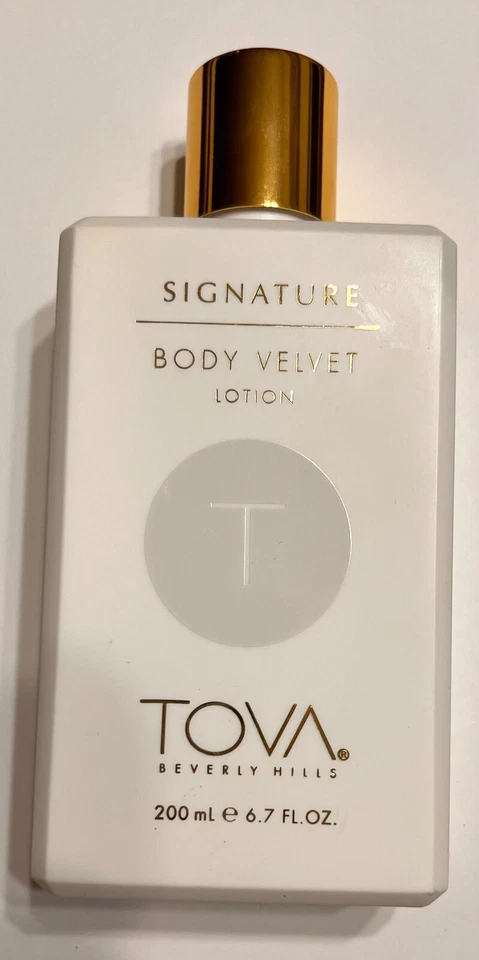 SIGNATURE
BODY VELVET
LOTION
T
TOVA®
BEVERLY HILLS
200 mL ℮ 6.7 FL.OZ.